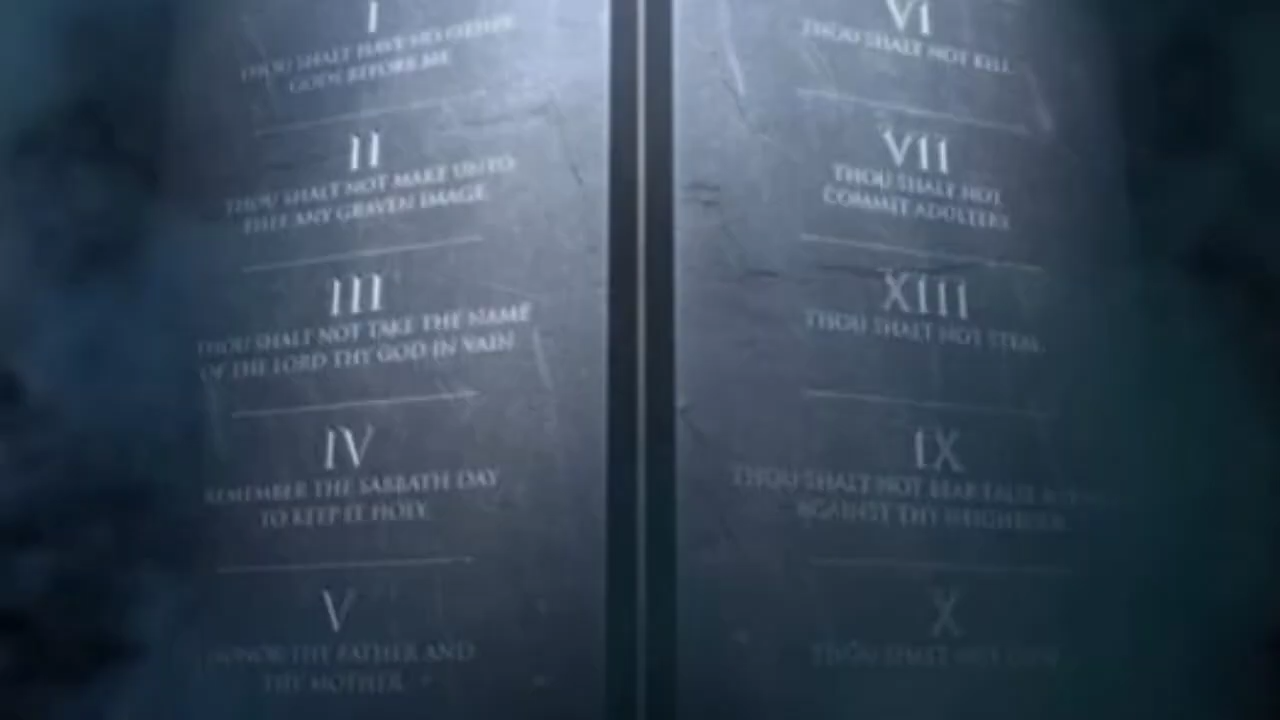 I
THOU SHALT HAVE NO OTHER
GODS BEFORE ME
II
THOU SHALT NOT MAKE UNTO
THEE ANY GRAVEN IMAGE
III
THOU SHALT NOT TAKE THE NAME
OF THE LORD THY GOD IN VAIN
IV
REMEMBER THE SABBATH DAY
TO KEEP IT HOLY
V
HONOR THY FATHER AND
THY MOTHER
VI
THOU SHALT NOT KILL
VII
THOU SHALT NOT
COMMIT ADULTERY
XIII
THOU SHALT NOT STEAL
IX
THOU SHALT NOT BEAR FALSE
AGAINST THY NEIGHBOUR
X
THOU SHALT NOT